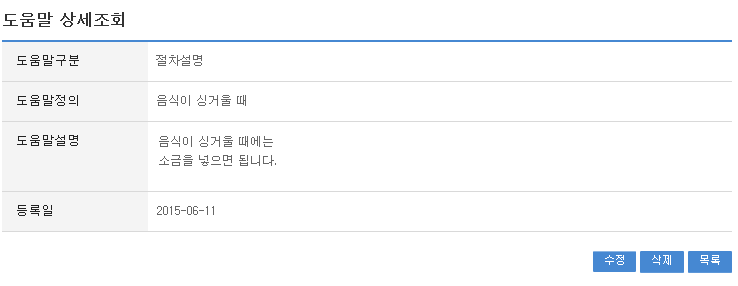 도움말 상세조회
도움말구분 절차설명
도움말정의 음식이 싱거울 때
도움말설명 음식이 싱거울 때에는
소금을 넣으면 됩니다.
등록일 2015-06-11
수정 삭제 목록